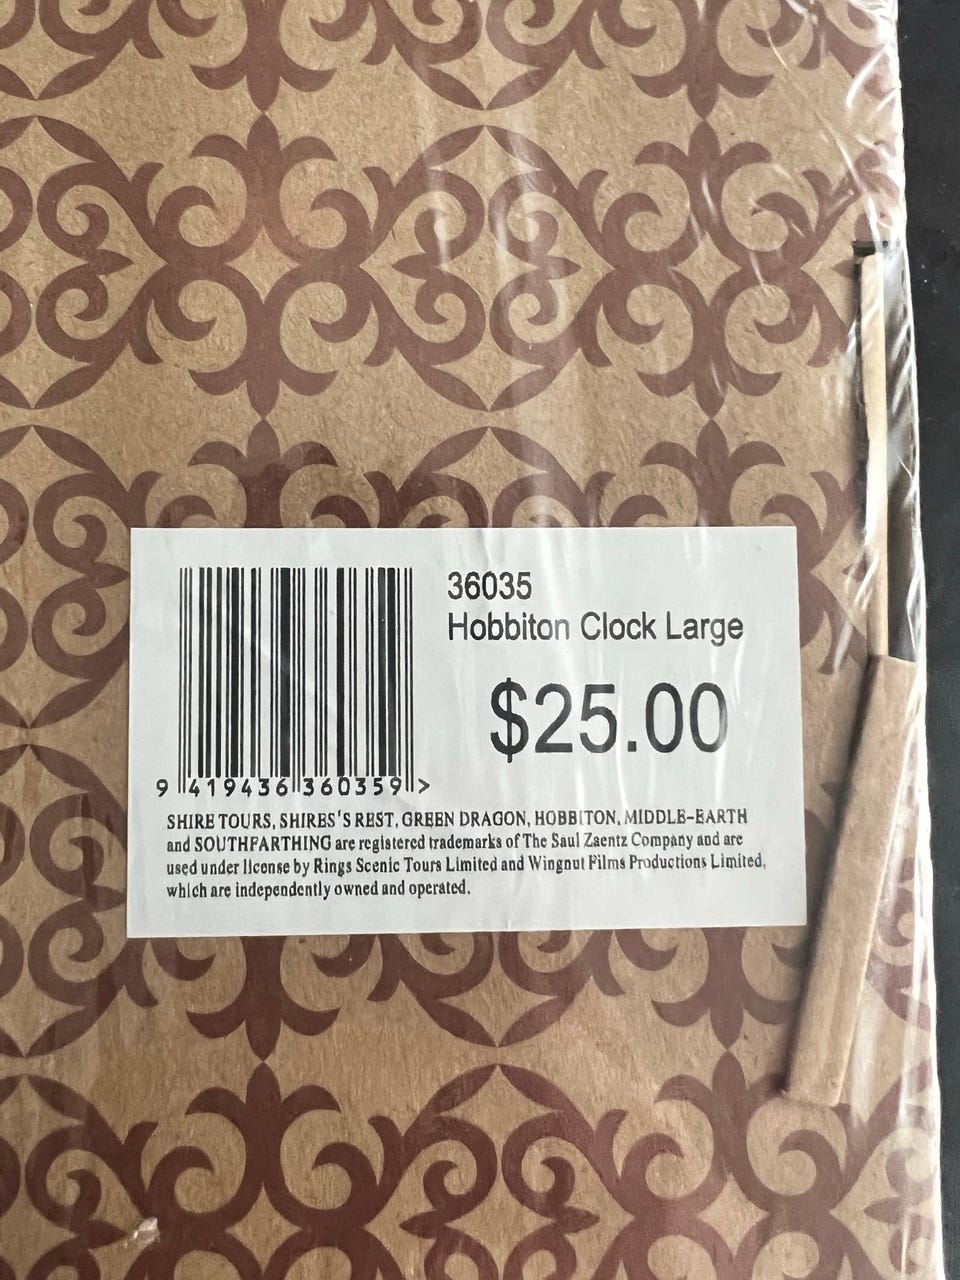 36035
Hobbiton Clock Large
$25.00
9 419436 360359 >
SHIRE TOURS, SHIRES'S REST, GREEN DRAGON, HOBBITON, MIDDLE-EARTH
and SOUTHFARTHING are registered trademarks of The Saul Zaentz Company and are
used under license by Rings Scenic Tours Limited and Wingnut Films Productions Limited,
which are independently owned and operated.